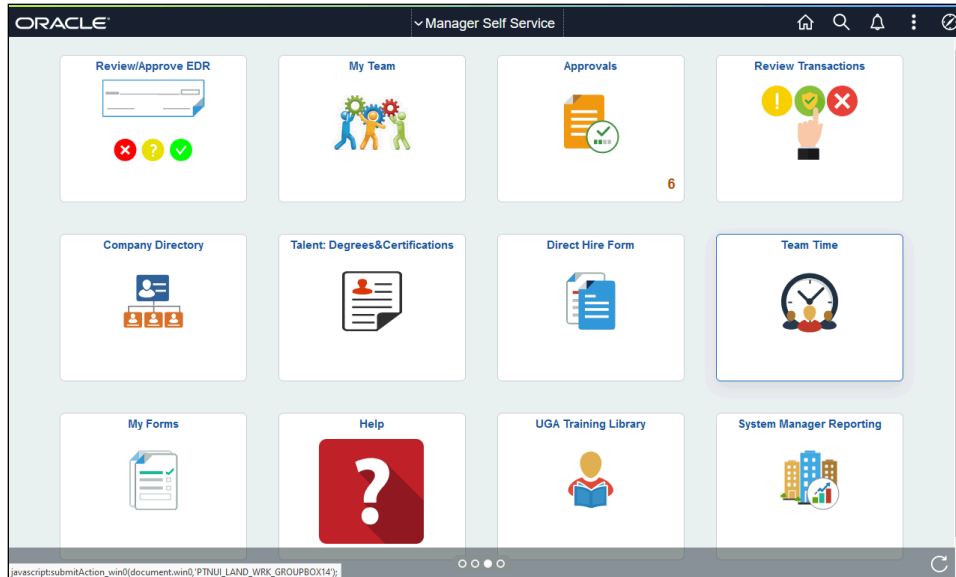 ORACLE
Manager Self Service
Review/Approve EDR
My Team
Approvals
Review Transactions
6
Company Directory
Talent: Degrees&Certifications
Direct Hire Form
Team Time
My Forms
Help
UGA Training Library
System Manager Reporting
?
javascript:submitAction_win0(document.win0,'PTNUI_LAND_WRK_GROUPBOX14');